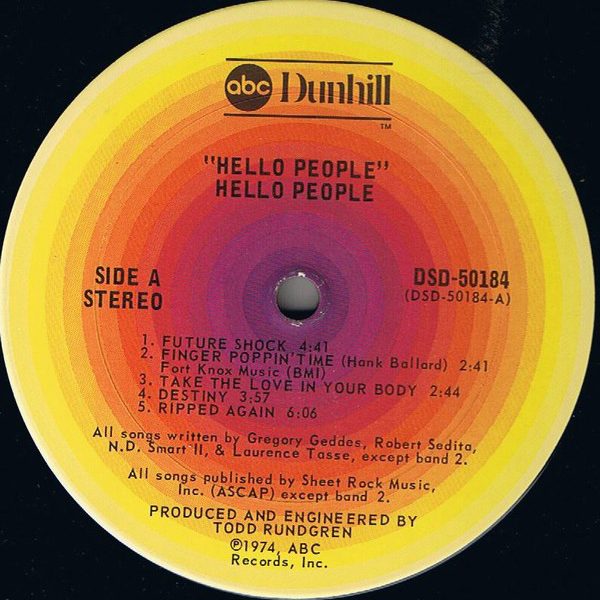 abc Dunhill
TM
"HELLO PEOPLE"
HELLO PEOPLE
SIDE A
STEREO
DSD-50184
(DSD-50184-A)
1. FUTURE SHOCK 4:41
2. FINGER POPPIN' TIME (Hank Ballard) 2:41
Fort Knox Music (BMI)
3. TAKE THE LOVE IN YOUR BODY 2:44
4. DESTINY 3:57
5. RIPPED AGAIN 6:06
All songs written by Gregory Geddes, Robert Sedita,
N.D. Smart II, & Laurence Tasse, except band 2.
All songs published by Sheet Rock Music,
Inc. (ASCAP) except band 2.
PRODUCED AND ENGINEERED BY
TODD RUNDGREN
℗1974, ABC
Records, Inc.